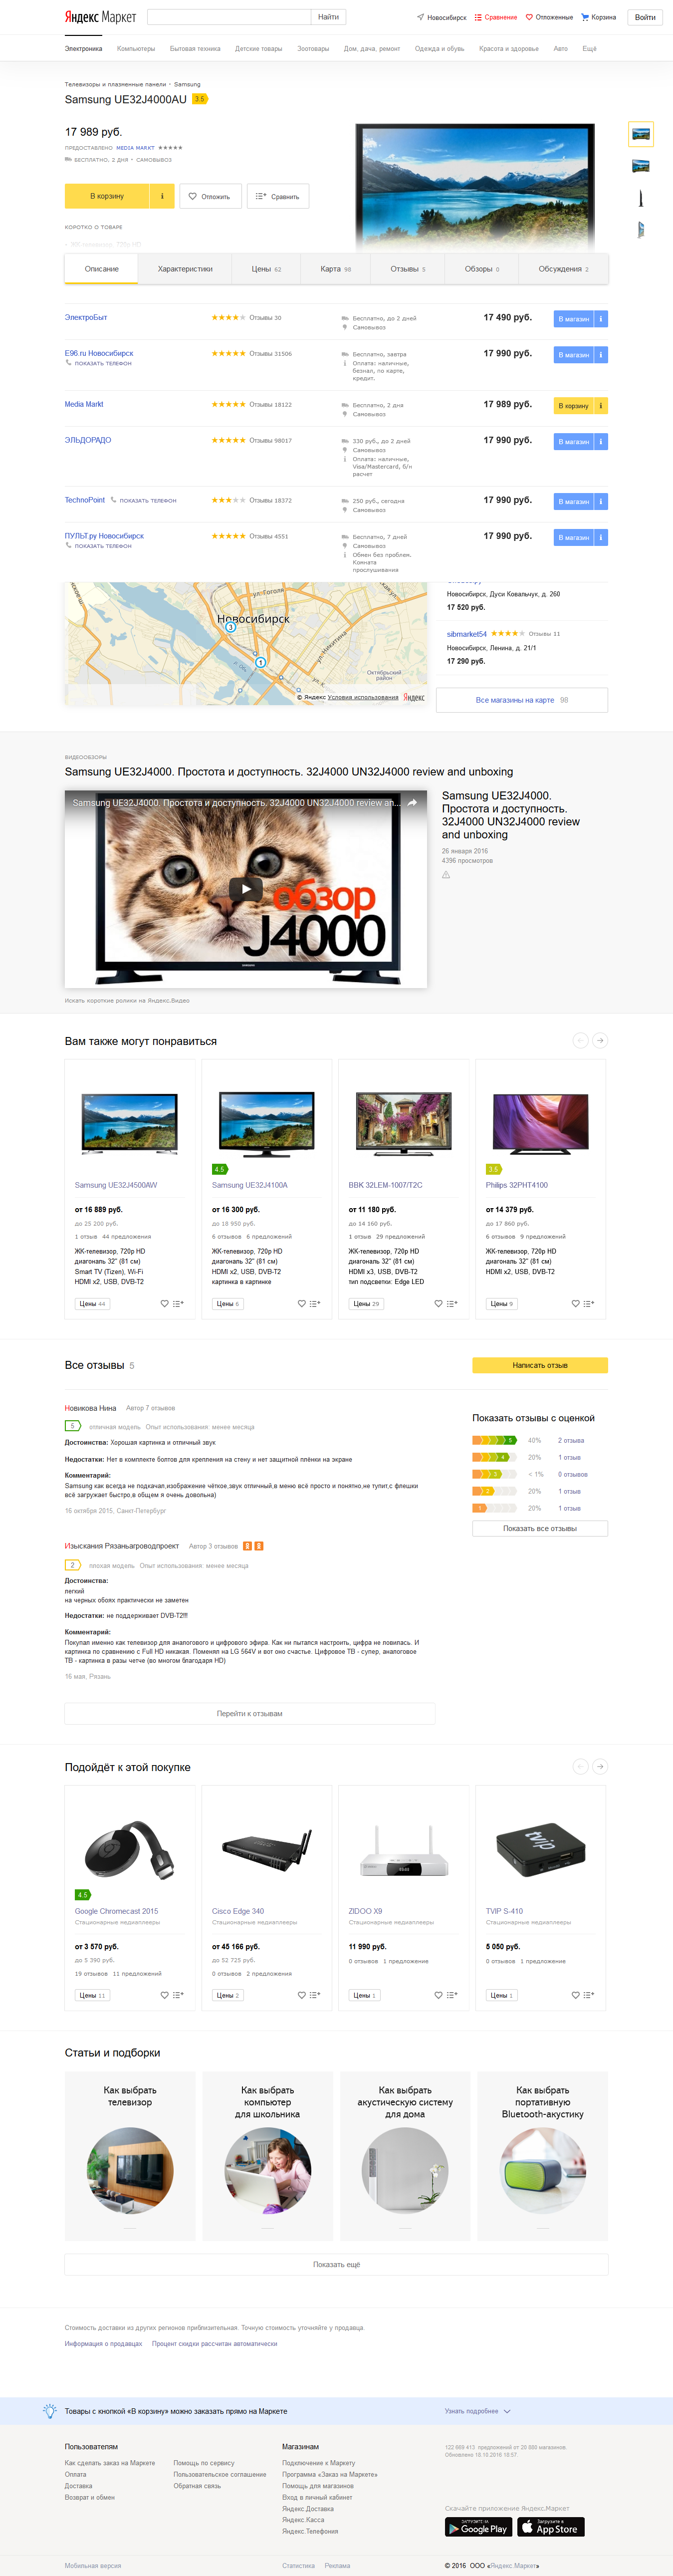 Яндекс Маркет
Найти
Новосибирск
Сравнение
Отложенные
Корзина
Войти
Электроника
Компьютеры
Бытовая техника
Детские товары
Зоотовары
Дом, дача, ремонт
Одежда и обувь
Красота и здоровье
Авто
Ещё
Телевизоры и плазменные панели - Samsung
Samsung UE32J4000AU 3.5
17 989 руб.
ПРЕДОСТАВЛЕНО MEDIA MARKT ★★★★★
БЕСПЛАТНО, 2 ДНЯ • САМОВЫВОЗ
В корзину
Отложить
Сравнить
КОРОТКО О ТОВАРЕ
• ЖК-телевизор, 720p HD
Описание
Характеристики
Цены 62
Карта 98
Отзывы 5
Обзоры 0
Обсуждения 2
ЭлектроБыт
Отзывы 30
Бесплатно, до 2 дней
Самовывоз
17 490 руб.
В магазин
E96.ru Новосибирск
ПОКАЗАТЬ ТЕЛЕФОН
Отзывы 31506
Бесплатно, завтра
Оплата: наличные,
безнал, по карте,
кредит.
17 990 руб.
В магазин
Media Markt
Отзывы 18122
Бесплатно, 2 дня
Самовывоз
17 989 руб.
В корзину
ЭЛЬДОРАДО
Отзывы 98017
330 руб., до 2 дней
Самовывоз
Оплата: наличные,
Visa/Mastercard, б/н
расчет
17 990 руб.
В магазин
TechnoPoint
ПОКАЗАТЬ ТЕЛЕФОН
Отзывы 18372
250 руб., сегодня
Самовывоз
17 990 руб.
В магазин
ПУЛЬТ.ру Новосибирск
ПОКАЗАТЬ ТЕЛЕФОН
Отзывы 4551
Бесплатно, 7 дней
Самовывоз
Обмен без проблем.
Комната
прослушивания
17 990 руб.
В магазин
ул. Гоголя
Новосибирск
3
1
ул. Никитина
р. Обь
Октябрьский
район
© Яндекс Условия использования Яндекс
Новосибирск, Дуси Ковальчук, д. 260
17 520 руб.
sibmarket54
Отзывы 11
Новосибирск, Ленина, д. 21/1
17 290 руб.
Все магазины на карте 98
ВИДЕООБЗОРЫ
Samsung UE32J4000. Простота и доступность. 32J4000 UN32J4000 review and unboxing
Samsung UE32J4000. Простота и доступность. 32J4000 UN32J4000 review an...
обзор
J4000
Samsung UE32J4000.
Простота и доступность.
32J4000 UN32J4000 review
and unboxing
26 января 2016
4396 просмотров
Искать короткие ролики на Яндекс.Видео
Вам также могут понравиться
Samsung UE32J4500AW
от 16 889 руб.
до 25 200 руб.
1 отзыв 44 предложения
ЖК-телевизор, 720p HD
диагональ 32" (81 см)
Smart TV (Tizen), Wi-Fi
HDMI x2, USB, DVB-T2
Цены 44
4.5
Samsung UE32J4100A
от 16 300 руб.
до 18 950 руб.
6 отзывов 6 предложений
ЖК-телевизор, 720p HD
диагональ 32" (81 см)
HDMI x2, USB, DVB-T2
картинка в картинке
Цены 6
BBK 32LEM-1007/T2C
от 11 180 руб.
до 14 160 руб.
1 отзыв 29 предложений
ЖК-телевизор, 720p HD
диагональ 32" (81 см)
HDMI x3, USB, DVB-T2
тип подсветки: Edge LED
Цены 29
3.5
Philips 32PHT4100
от 14 379 руб.
до 17 860 руб.
6 отзывов 9 предложений
ЖК-телевизор, 720p HD
диагональ 32" (81 см)
HDMI x2, USB, DVB-T2
Цены 9
Все отзывы 5
Написать отзыв
Новикова Нина
Автор 7 отзывов
5
отличная модель Опыт использования: менее месяца
Достоинства: Хорошая картинка и отличный звук
Недостатки: Нет в комплекте болтов для крепления на стену и нет защитной плёнки на экране
Комментарий:
Samsung как всегда не подкачал,изображение чёткое,звук отличный,в меню всё просто и понятно,не тупит,с флешки
всё загружает быстро,в общем я очень довольна)
16 октября 2015, Санкт-Петербург
Показать отзывы с оценкой
5 40% 2 отзыва
4 20% 1 отзыв
3 < 1% 0 отзывов
2 20% 1 отзыв
1 20% 1 отзыв
Показать все отзывы
Изыскания Рязаньагроводпроект
Автор 3 отзывов
2
плохая модель Опыт использования: менее месяца
Достоинства:
легкий
на черных обоях практически не заметен
Недостатки: не поддерживает DVB-T2!!!
Комментарий:
Покупал именно как телевизор для аналогового и цифрового эфира. Как ни пытался настроить, цифра не ловилась. И
картинка по сравнению с Full HD никакая. Поменял на LG 564V и вот оно счастье. Цифровое ТВ - супер, аналоговое
ТВ - картинка в разы четче (во многом благодаря HD)
16 мая, Рязань
Перейти к отзывам
Подойдёт к этой покупке
4.5
Google Chromecast 2015
Стационарные медиаплееры
от 3 570 руб.
до 5 390 руб.
19 отзывов 11 предложений
Цены 11
Cisco Edge 340
Стационарные медиаплееры
от 45 166 руб.
до 52 725 руб.
0 отзывов 2 предложения
Цены 2
ZIDOO X9
Стационарные медиаплееры
11 990 руб.
0 отзывов 1 предложение
Цены 1
tvip
TVIP S-410
Стационарные медиаплееры
5 050 руб.
0 отзывов 1 предложение
Цены 1
Статьи и подборки
Как выбрать
телевизор
Как выбрать
компьютер
для школьника
Как выбрать
акустическую систему
для дома
Как выбрать
портативную
Bluetooth-акустику
Показать ещё
Стоимость доставки из других регионов приблизительная. Точную стоимость уточняйте у продавца.
Информация о продавцах
Процент скидки рассчитан автоматически
Товары с кнопкой «В корзину» можно заказать прямо на Маркете
Узнать подробнее
Пользователям
Как сделать заказ на Маркете
Оплата
Доставка
Возврат и обмен
Помощь по сервису
Пользовательское соглашение
Обратная связь
Магазинам
Подключение к Маркету
Программа «Заказ на Маркете»
Помощь для магазинов
Вход в личный кабинет
Яндекс.Доставка
Яндекс.Касса
Яндекс.Телефония
122 969 413 предложений от 20 880 магазинов.
Обновлено 18.10.2016 18:57.
Скачайте приложение Яндекс.Маркет
ЗАГРУЗИТЕ НА
Google Play
Загрузите в
App Store
Мобильная версия
Статистика
Реклама
© 2016 ООО «Яндекс.Маркет»